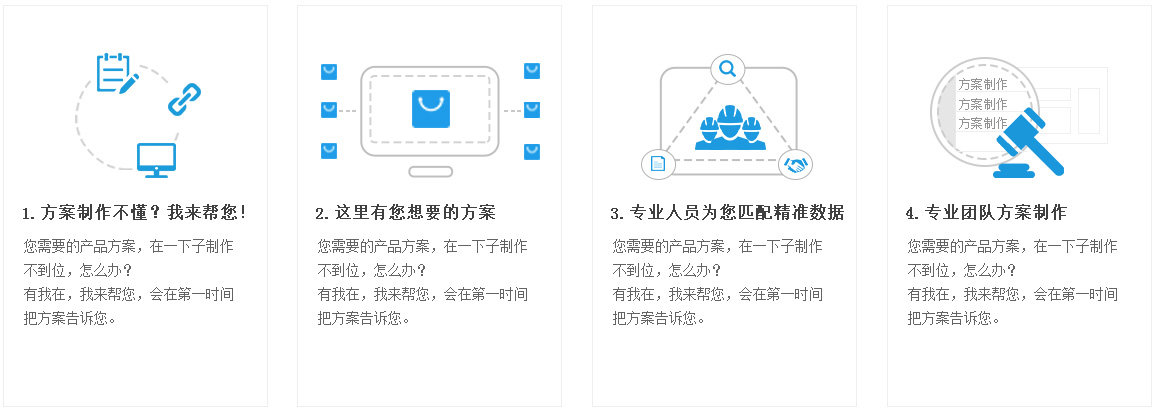 1.方案制作不懂？我来帮您!
您需要的产品方案，在一下子制作
不到位，怎么办？
有我在，我来帮您，会在第一时间
把方案告诉您。
2.这里有您想要的方案
您需要的产品方案，在一下子制作
不到位，怎么办？
有我在，我来帮您，会在第一时间
把方案告诉您。
3.专业人员为您匹配精准数据
您需要的产品方案，在一下子制作
不到位，怎么办？
有我在，我来帮您，会在第一时间
把方案告诉您。
方案制作
方案制作
方案制作
4.专业团队方案制作
您需要的产品方案，在一下子制作
不到位，怎么办？
有我在，我来帮您，会在第一时间
把方案告诉您。